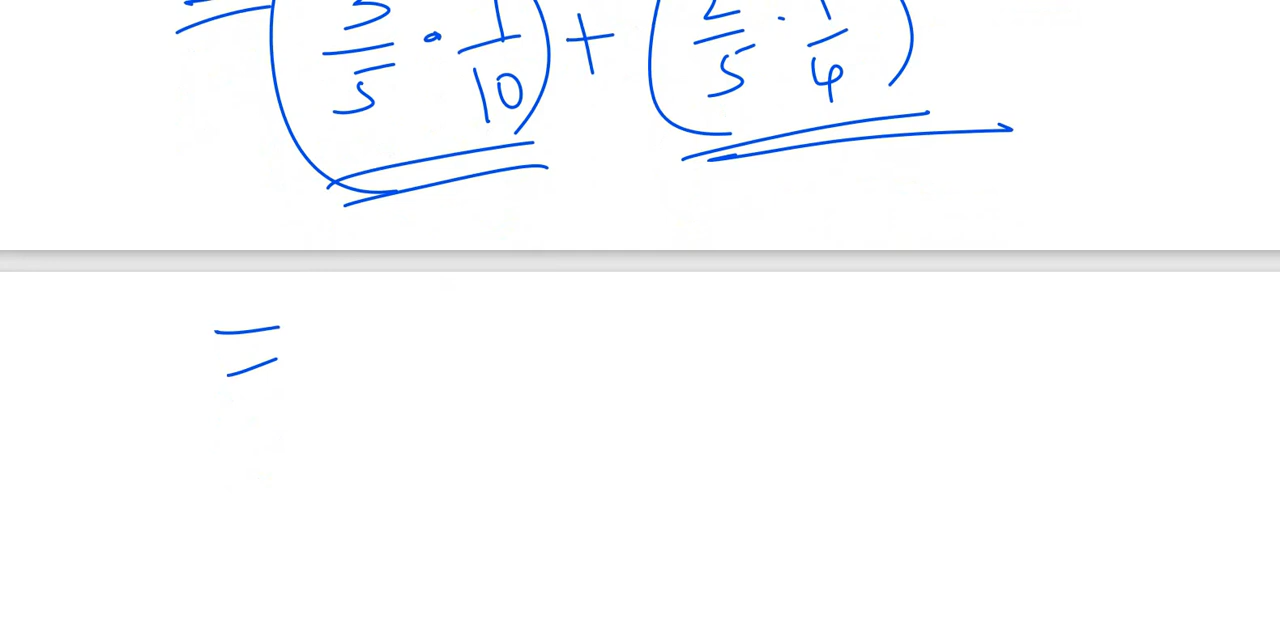 = (3/5 · 1/10) + (2/5 · 1/4)
=